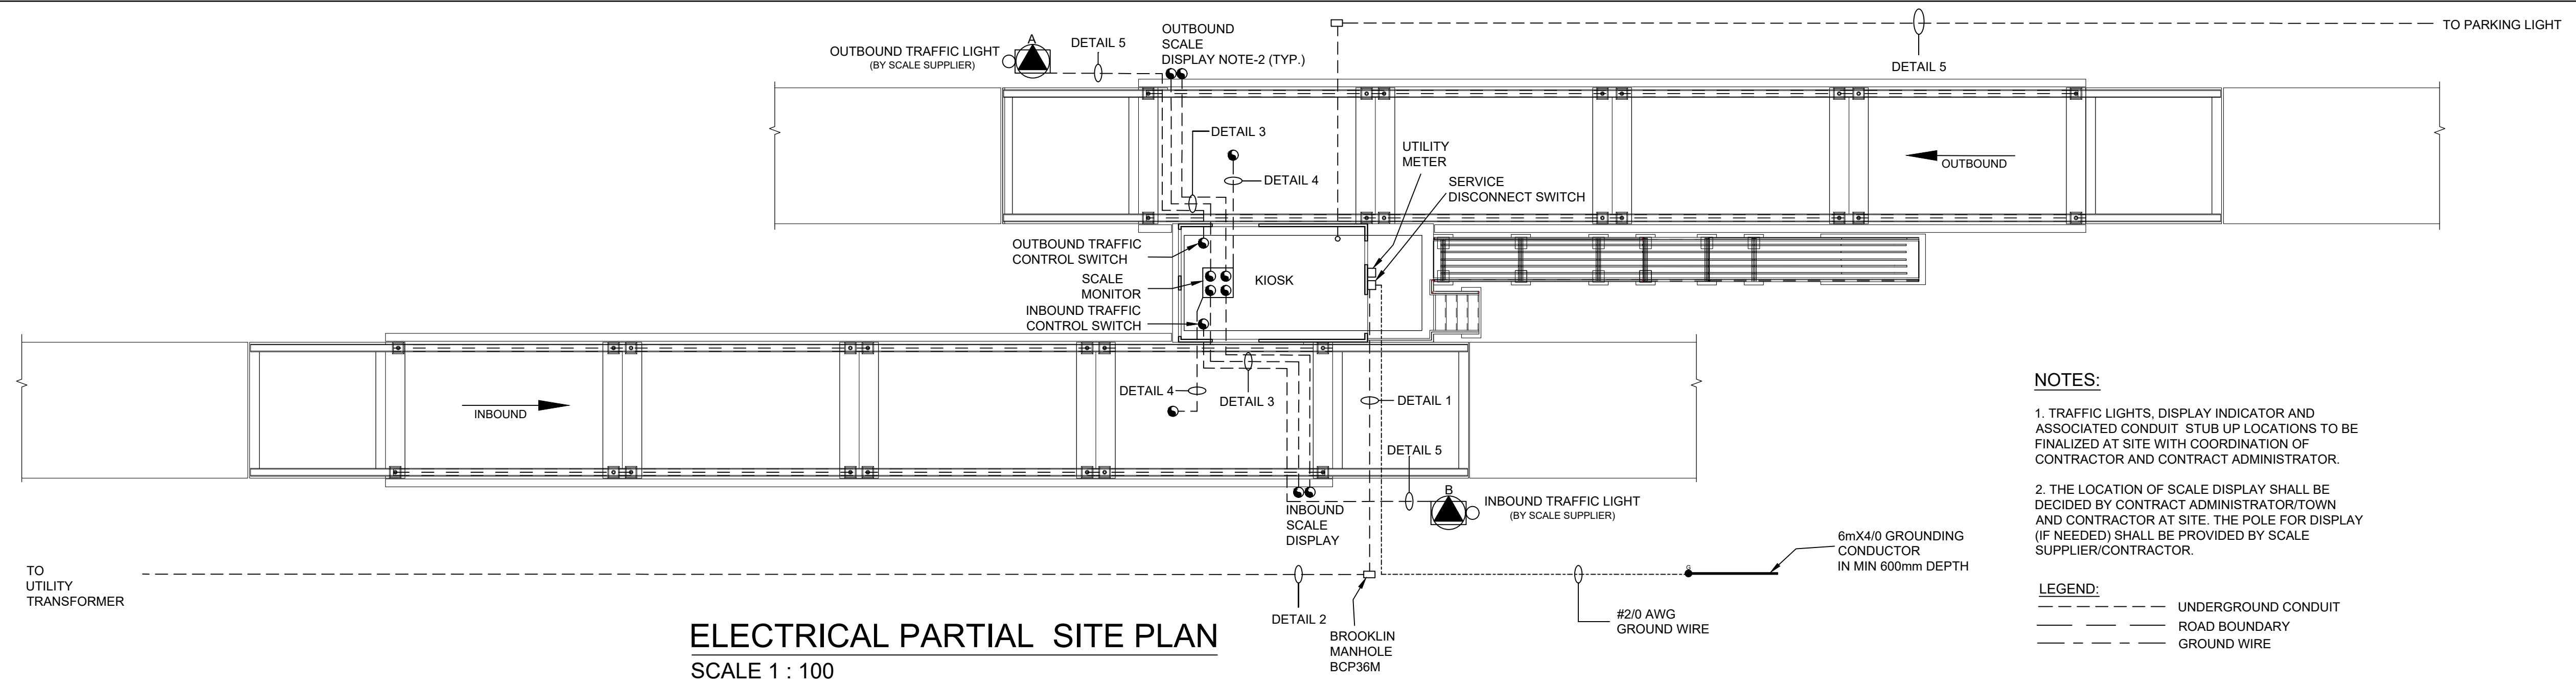 TO PARKING LIGHT
DETAIL 5
OUTBOUND
SCALE
DISPLAY NOTE-2 (TYP.)
DETAIL 5
A
OUTBOUND TRAFFIC LIGHT
(BY SCALE SUPPLIER)
DETAIL 3
DETAIL 4
UTILITY
METER
SERVICE
DISCONNECT SWITCH
OUTBOUND
OUTBOUND TRAFFIC
CONTROL SWITCH
SCALE
MONITOR
INBOUND TRAFFIC
CONTROL SWITCH
KIOSK
INBOUND
DETAIL 4
DETAIL 3
DETAIL 1
DETAIL 5
B
INBOUND TRAFFIC LIGHT
(BY SCALE SUPPLIER)
INBOUND
SCALE
DISPLAY
TO
UTILITY
TRANSFORMER
DETAIL 2
BROOKLIN
MANHOLE
BCP36M
G
#2/0 AWG
GROUND WIRE
6mX4/0 GROUNDING
CONDUCTOR
IN MIN 600mm DEPTH
ELECTRICAL PARTIAL SITE PLAN
SCALE 1 : 100
NOTES:
1. TRAFFIC LIGHTS, DISPLAY INDICATOR AND
ASSOCIATED CONDUIT STUB UP LOCATIONS TO BE
FINALIZED AT SITE WITH COORDINATION OF
CONTRACTOR AND CONTRACT ADMINISTRATOR.
2. THE LOCATION OF SCALE DISPLAY SHALL BE
DECIDED BY CONTRACT ADMINISTRATOR/TOWN
AND CONTRACTOR AT SITE. THE POLE FOR DISPLAY
(IF NEEDED) SHALL BE PROVIDED BY SCALE
SUPPLIER/CONTRACTOR.
LEGEND:
UNDERGROUND CONDUIT
ROAD BOUNDARY
GROUND WIRE